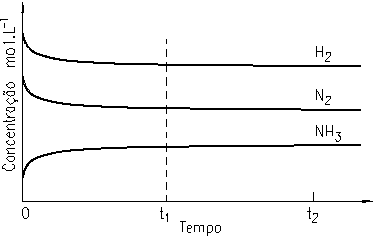 Concentração mol.L⁻¹
H₂
N₂
NH₃
0
t₁
t₂
Tempo